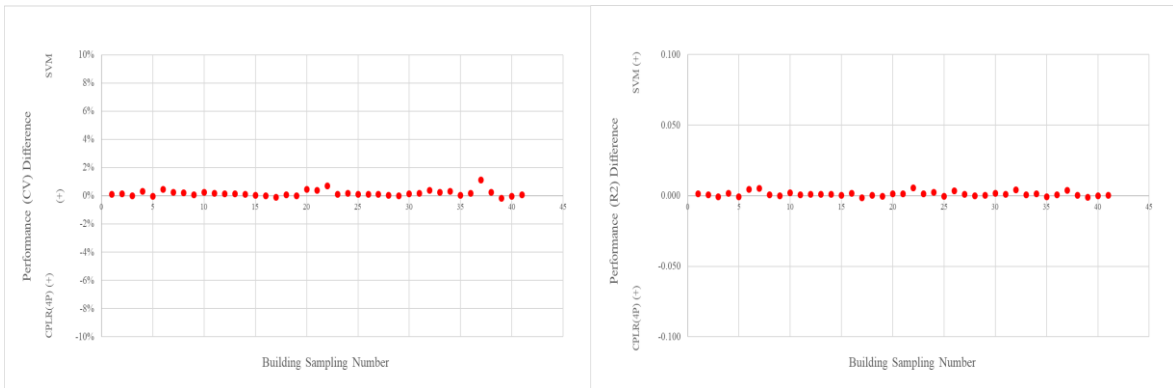 SVM
(+)
Performance (CV) Difference
CPLR(4P) (+)
10%
8%
6%
4%
2%
0%
-2%
-4%
-6%
-8%
-10%
0 5 10 15 20 25 30 35 40 45
Building Sampling Number
SVM (+)
Performance (R2) Difference
CPLR(4P) (+)
0.100
0.050
0.000
-0.050
-0.100
0 5 10 15 20 25 30 35 40 45
Building Sampling Number